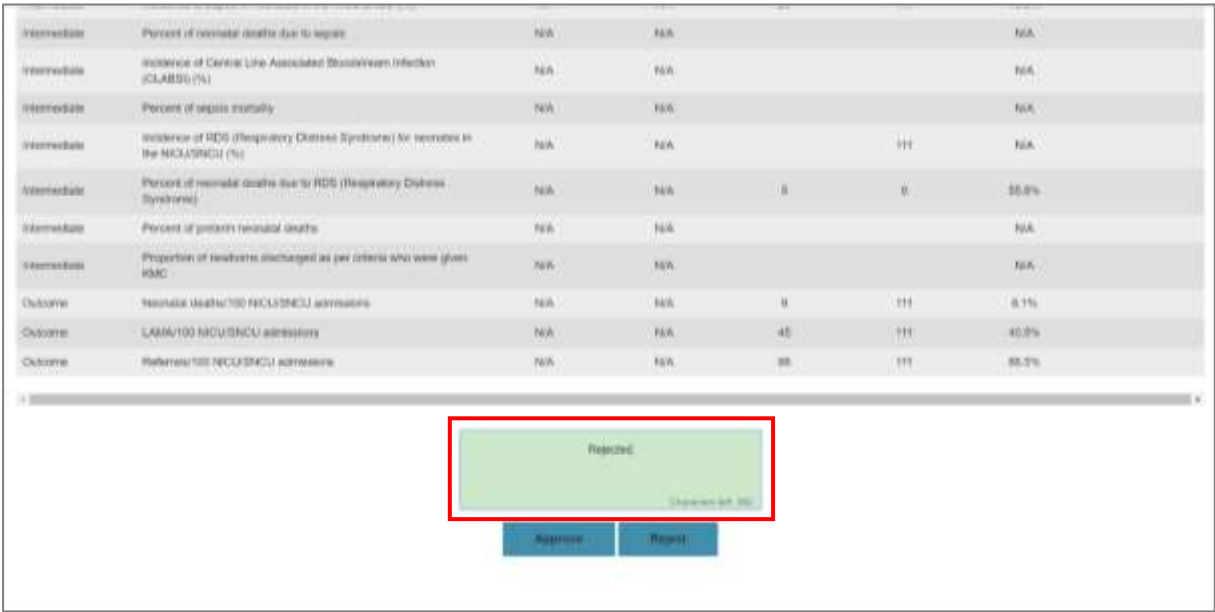 Intermediate Percent of neonatal deaths due to sepsis N/A N/A N/A
Intermediate Incidence of Central Line Associated Bloodstream Infection
(CLABSI) (%) N/A N/A N/A
Intermediate Percent of sepsis mortality N/A N/A N/A
Intermediate Incidence of RDS (Respiratory Distress Syndrome) for neonates in
the NICU/SNCU (%) N/A N/A 111 N/A
Intermediate Percent of neonatal deaths due to RDS (Respiratory Distress
Syndrome) N/A N/A 5
Intermediate Percent of preterm neonatal deaths N/A N/A N/A
Intermediate Proportion of newborns discharged as per criteria who were given
KMC N/A N/A N/A
Outcome Neonatal deaths/100 NICU/SNCU admissions N/A N/A 111
Outcome LAMA/100 NICU/SNCU admissions N/A N/A 45 111
Outcome Referrals/100 NICU/SNCU admissions N/A N/A 111
Rejected
Characters left:
Approve Reject